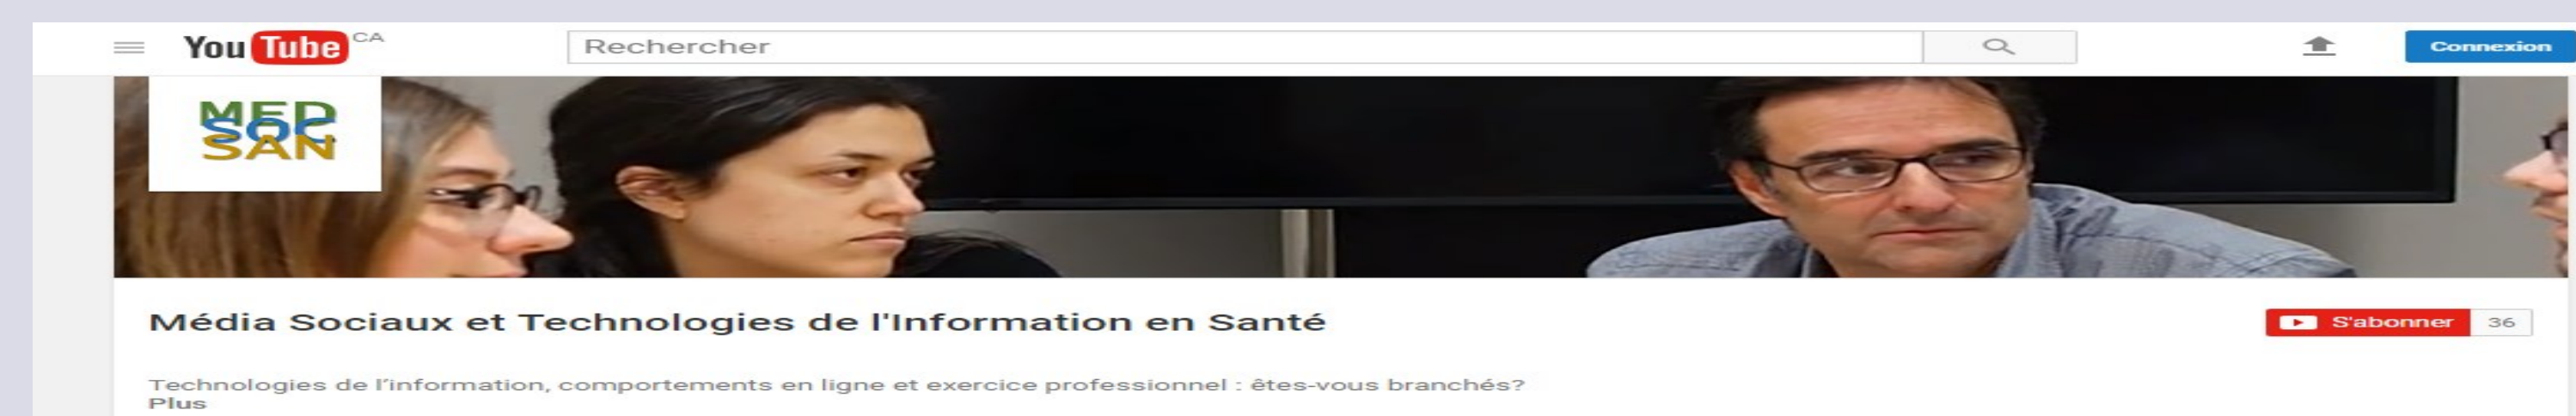 YouTube CA
Rechercher
Connexion
MED
SOC
SAN
Média Sociaux et Technologies de l'Information en Santé
S'abonner 36
Technologies de l'information, comportements en ligne et exercice professionnel : êtes-vous branchés?
Plus